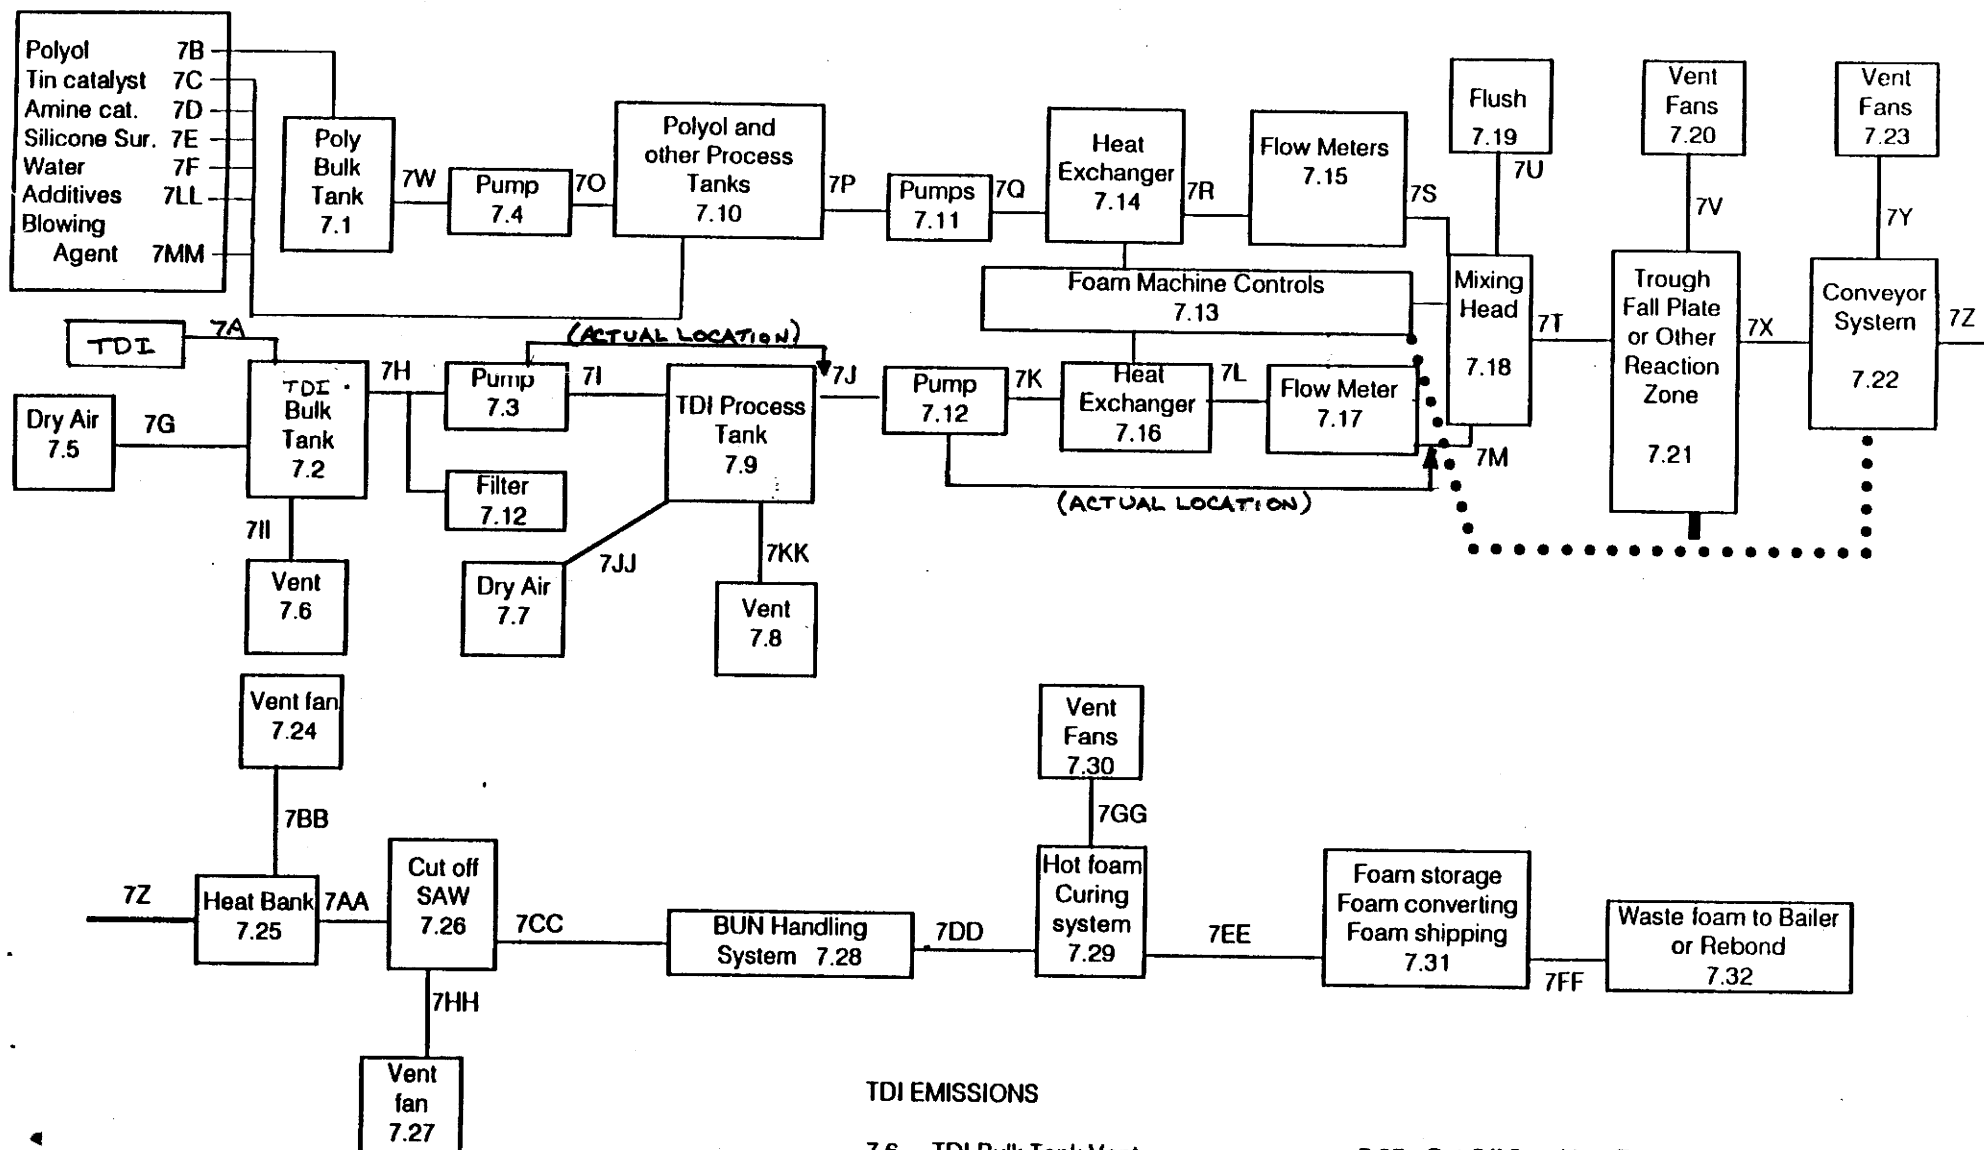 Polyol 7B
Tin catalyst 7C
Amine cat. 7D
Silicone Sur. 7E
Water 7F
Additives 7LL
Blowing
Agent 7MM
Poly
Bulk
Tank
7.1
7W
Pump
7.4
7O
Polyol and
other Process
Tanks
7.10
7P
Pumps
7.11
7Q
Heat
Exchanger
7.14
7R
Flow Meters
7.15
7S
Flush
7.19
7U
Vent
Fans
7.20
7V
Vent
Fans
7.23
7Y
Foam Machine Controls
7.13
Mixing
Head
7.18
7T
Trough
Fall Plate
or Other
Reaction
Zone
7.21
7X
Conveyor
System
7.22
7Z
TDI
7A
(ACTUAL LOCATION)
Dry Air
7.5
7G
TDI
Bulk
Tank
7.2
7H
Pump
7.3
7I
TDI Process
Tank
7.9
7J
Pump
7.12
7K
Heat
Exchanger
7.16
7L
Flow Meter
7.17
7M
(ACTUAL LOCATION)
Filter
7.12
7II
Vent
7.6
Dry Air
7.7
7JJ
7KK
Vent
7.8
Vent fan
7.24
7BB
7Z
Heat Bank
7.25
7AA
Cut off
SAW
7.26
7CC
7HH
Vent
fan
7.27
BUN Handling
System 7.28
7DD
Vent
Fans
7.30
7GG
Hot foam
Curing
system
7.29
7EE
Foam storage
Foam converting
Foam shipping
7.31
7FF
Waste foam to Bailer
or Rebond
7.32
TDI EMISSIONS
7.6 TDI Bulk Tank Vent